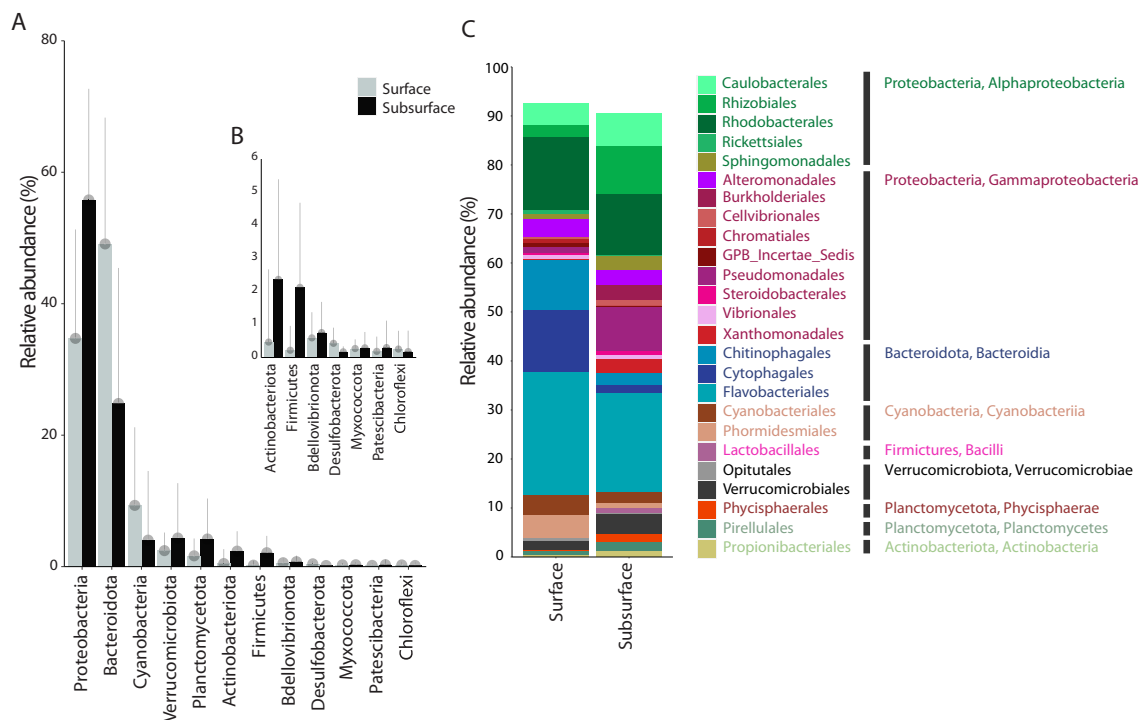 A
80
60
40
20
0
Relative abundance (%)
Surface
Subsurface
Proteobacteria
Bacteroidota
Cyanobacteria
Verrucomicrobiota
Planctomycetota
Actinobacteriota
Firmicutes
Bdellovibrionota
Desulfobacterota
Myxococcota
Patescibacteria
Chloroflexi
B
6
5
4
3
2
1
0
Actinobacteriota
Firmicutes
Bdellovibrionota
Desulfobacterota
Myxococcota
Patescibacteria
Chloroflexi
C
100
90
80
70
60
50
40
30
20
10
0
Relative abundance (%)
Surface
Subsurface
Caulobacterales
Rhizobiales
Rhodobacterales
Rickettsiales
Sphingomonadales
Proteobacteria, Alphaproteobacteria
Alteromonadales
Burkholderiales
Cellvibrionales
Chromatiales
GPB_Incertae_Sedis
Pseudomonadales
Steroidobacterales
Vibrionales
Xanthomonadales
Proteobacteria, Gammaproteobacteria
Chitinophagales
Cytophagales
Flavobacteriales
Bacteroidota, Bacteroidia
Cyanobacteriales
Phormidesmiales
Cyanobacteria, Cyanobacteriia
Lactobacillales
Firmictures, Bacilli
Opitutales
Verrucomicrobiales
Verrucomicrobiota, Verrucomicrobiae
Phycisphaerales
Planctomycetota, Phycisphaerae
Pirellulales
Planctomycetota, Planctomycetes
Propionibacteriales
Actinobacteriota, Actinobacteria